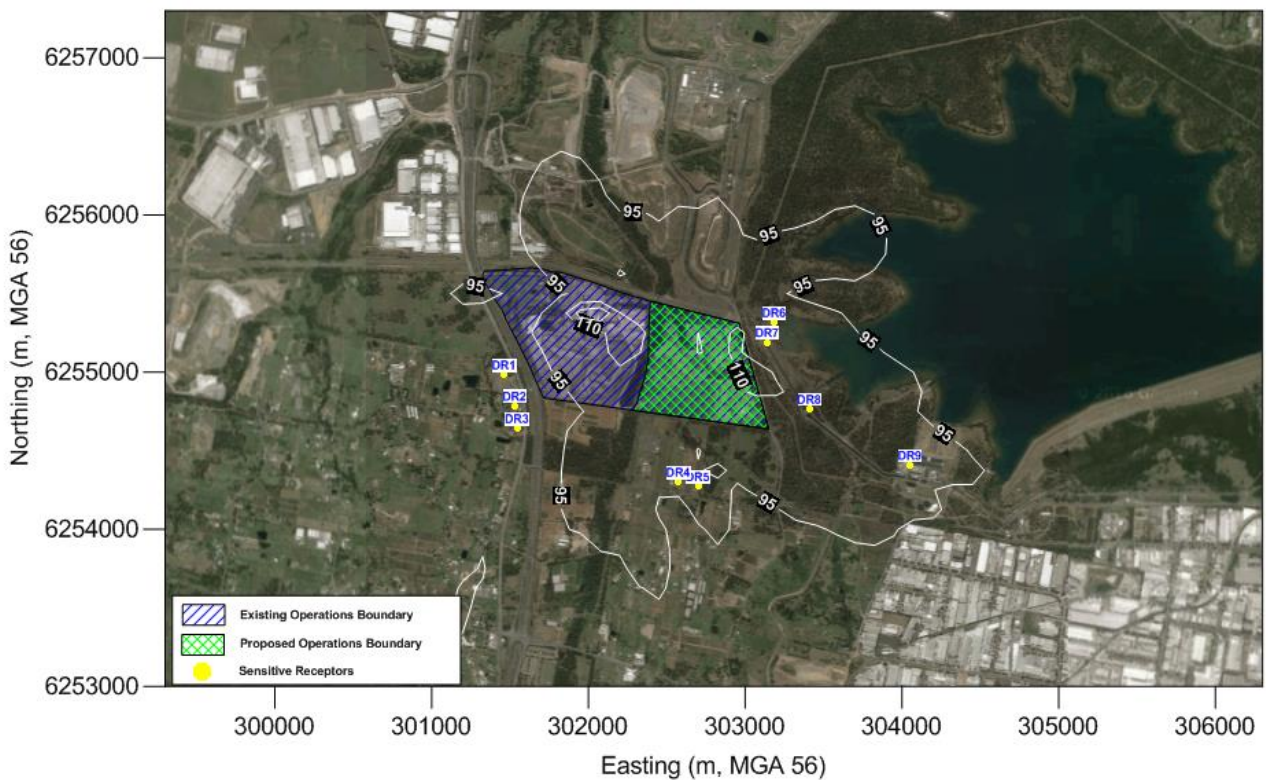 6257000
6256000
6255000
6254000
6253000
Northing (m, MGA 56)
95
95
95
95
95
95
110
DR6
DR7
95
DR1
95
110
DR2
DR8
DR3
95
DR9
DR4
DR5
95
95
Existing Operations Boundary
Proposed Operations Boundary
Sensitive Receptors
300000
301000
302000
303000
304000
305000
306000
Easting (m, MGA 56)